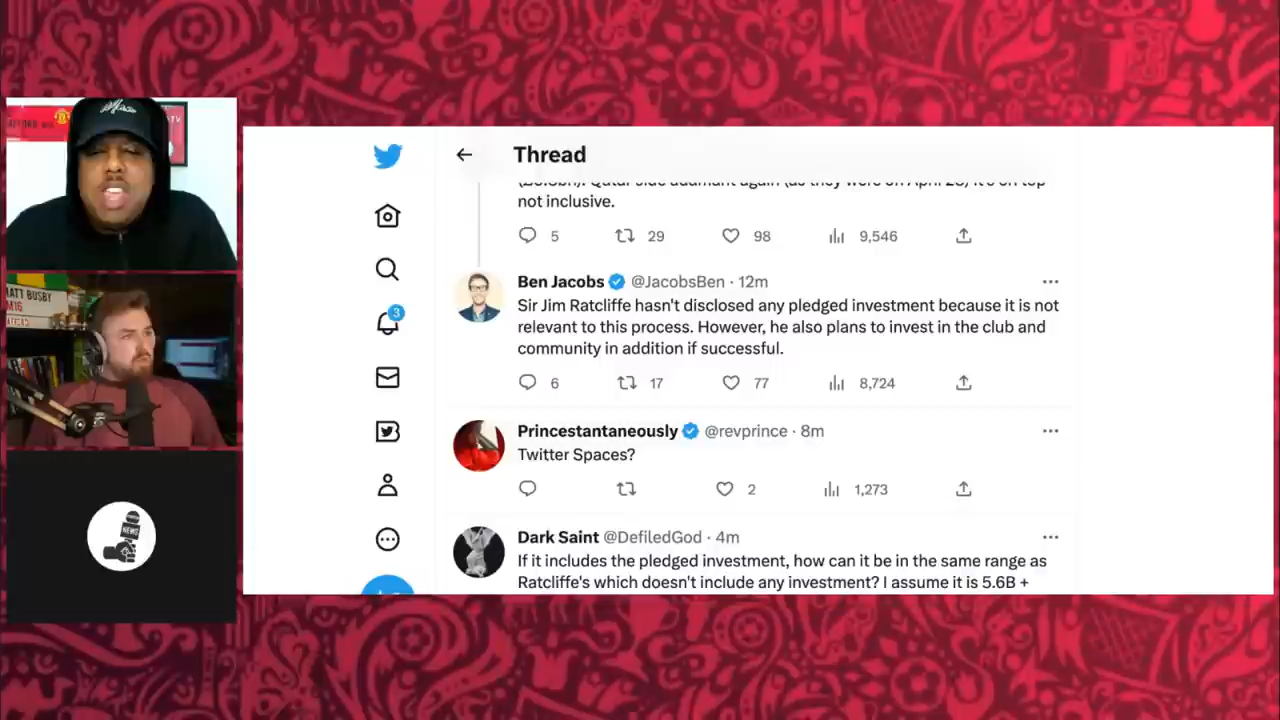 Thread
not inclusive.
5 29 98 9,546
Ben Jacobs @JacobsBen · 12m
Sir Jim Ratcliffe hasn't disclosed any pledged investment because it is not
relevant to this process. However, he also plans to invest in the club and
community in addition if successful.
6 17 77 8,724
Princestantaneously @revprince · 8m
Twitter Spaces?
2 1,273
Dark Saint @DefiledGod · 4m
If it includes the pledged investment, how can it be in the same range as
Ratcliffe's which doesn't include any investment? I assume it is 5.6B +
3
MATT BUSBY
NEWS